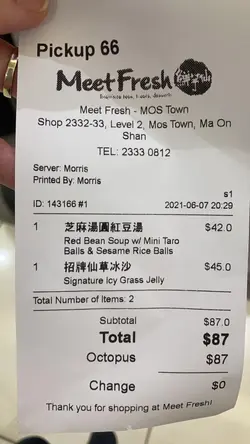 Pickup 66
Meet Fresh 鮮芋仙
Meet Fresh - MOS Town
Shop 2332-33, Level 2, Mos Town, Ma On
Shan
TEL: 2333 0812
Server: Morris
Printed By: Morris
s1
ID: 143166 #1 2021-06-07 20:29
1 芝麻湯圓紅豆湯 $42.0
Red Bean Soup w/ Mini Taro
Balls & Sesame Rice Balls
1 招牌仙草冰沙 $45.0
Signature Icy Grass Jelly
Total Number of Items: 2
Subtotal $87.0
Total $87
Octopus $87
Change $0
Thank you for shopping at Meet Fresh!